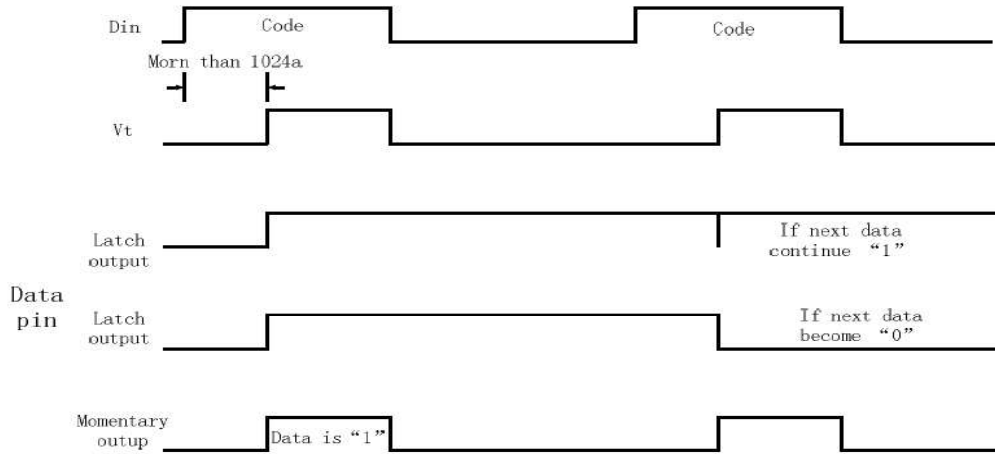 Din
Code
Code
Morn than 1024a
Vt
Latch
output
If next data
continue “1”
Data
pin
Latch
output
If next data
become “0”
Momentary
outup
Data is “1”